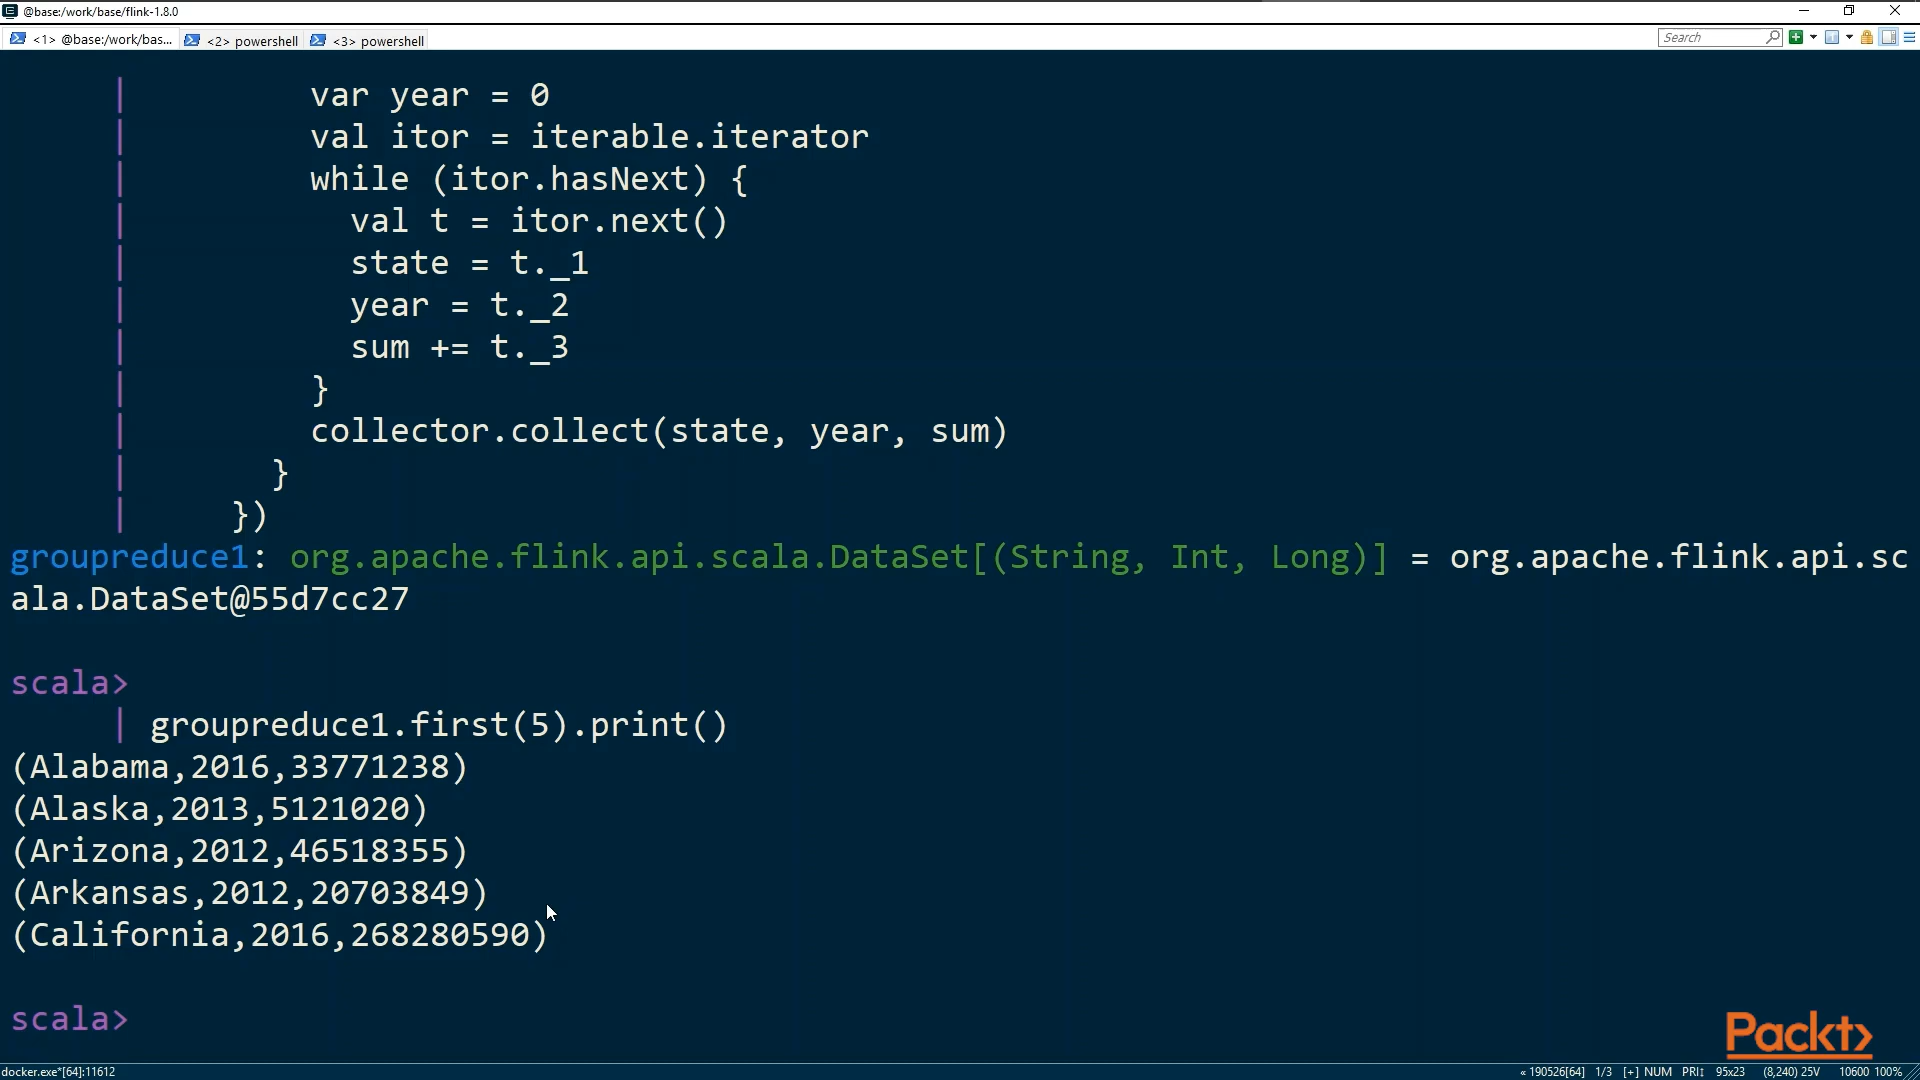 @base:/work/base/flink-1.8.0
<1> @base:/work/bas... <2> powershell <3> powershell Search
| var year = 0
| val itor = iterable.iterator
| while (itor.hasNext) {
| val t = itor.next()
| state = t._1
| year = t._2
| sum += t._3
| }
| collector.collect(state, year, sum)
| }
| })
groupreduce1: org.apache.flink.api.scala.DataSet[(String, Int, Long)] = org.apache.flink.api.sc
ala.DataSet@55d7cc27
scala>
| groupreduce1.first(5).print()
(Alabama,2016,33771238)
(Alaska,2013,5121020)
(Arizona,2012,46518355)
(Arkansas,2012,20703849)
(California,2016,268280590)
scala>
Packt>
docker.exe*[64]:11612 « 190526[64] 1/3 [+] NUM PRI↕ 95x23 (8,240) 25V 10600 100%